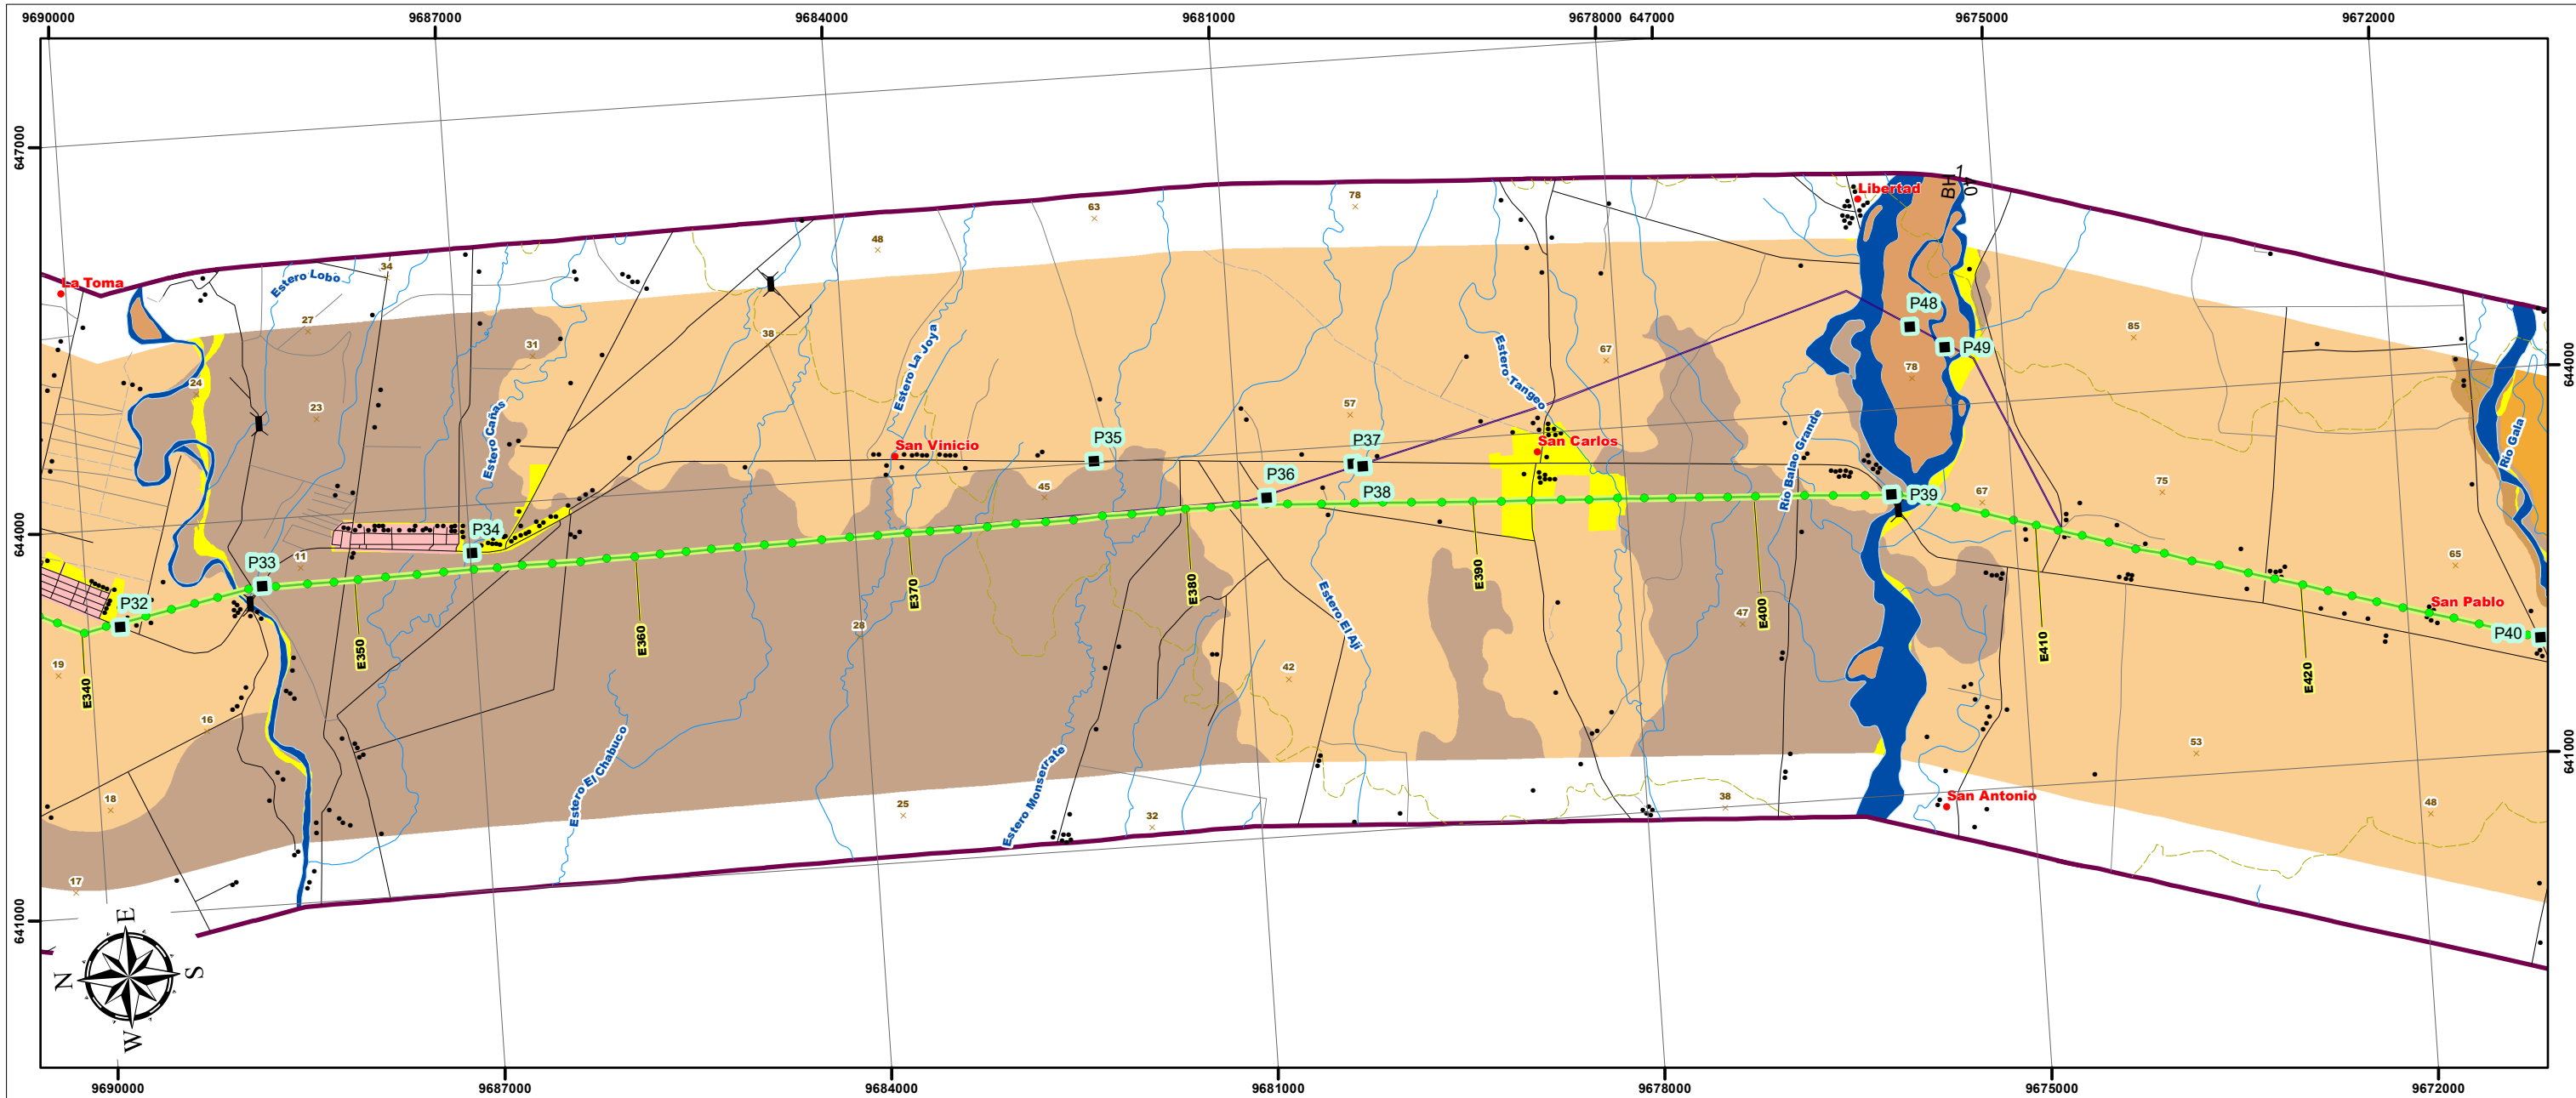 9690000
9687000
9684000
9681000
9678000
647000
9675000
9672000
647000
644000
641000
644000
641000
9690000
9687000
9684000
9681000
9678000
9675000
9672000
La Toma
Estero Lobo
34
27
24
23
31
11
Estero Cañas
38
48
63
78
Estero La Joya
San Vinicio
45
57
67
Estero Tangeo
San Carlos
Libertad
BH_1
04
P48
P49
78
85
75
67
65
Rio Balao Grande
Rio Gala
P32
P33
P34
P35
P36
P37
P38
P39
P40
San Pablo
E340
E350
E360
E370
E380
E390
E400
E410
E420
19
16
18
17
28
25
32
42
47
38
53
48
Estero El Chabuco
Estero Monserrate
Estero El Aji
San Antonio
N
E
S
W